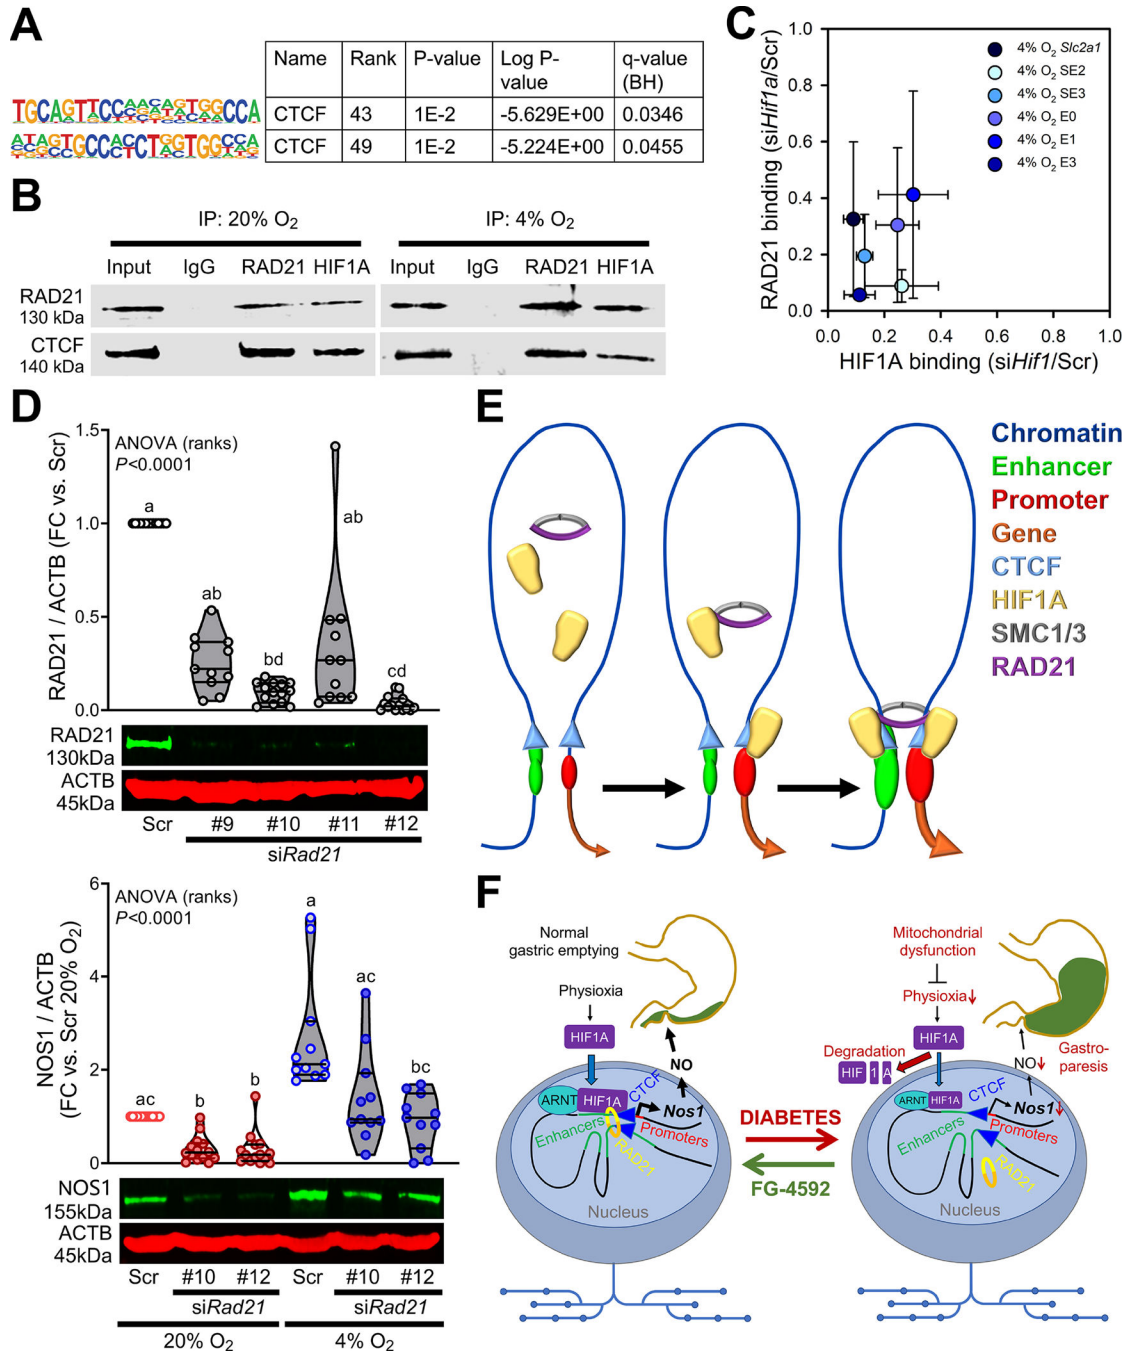 A
Name Rank P-value Log P-value q-value (BH)
TGCAGTTCCAACAGTGGCCA CTCF 43 1E-2 -5.629E+00 0.0346
ATAGTGCCACCTGGTGGCCA CTCF 49 1E-2 -5.224E+00 0.0455
B
IP: 20% O2 IP: 4% O2
Input IgG RAD21 HIF1A Input IgG RAD21 HIF1A
RAD21
130 kDa
CTCF
140 kDa
C
RAD21 binding (siHif1a/Scr)
1.0
0.8
0.6
0.4
0.2
0.0
0.0 0.2 0.4 0.6 0.8 1.0
HIF1A binding (siHif1/Scr)
4% O2 Slc2a1
4% O2 SE2
4% O2 SE3
4% O2 E0
4% O2 E1
4% O2 E3
D
RAD21 / ACTB (FC vs. Scr)
1.5
1.0
0.5
0.0
ANOVA (ranks)
P<0.0001
a
ab
bd
ab
cd
RAD21
130kDa
ACTB
45kDa
Scr #9 #10 #11 #12
siRad21
NOS1 / ACTB
(FC vs. Scr 20% O2)
6
4
2
0
ANOVA (ranks)
P<0.0001
ac
b
b
a
ac
bc
NOS1
155kDa
ACTB
45kDa
Scr #10 #12 Scr #10 #12
siRad21 siRad21
20% O2 4% O2
E
Chromatin
Enhancer
Promoter
Gene
CTCF
HIF1A
SMC1/3
RAD21
F
Normal
gastric emptying
Physioxia
HIF1A
NO
ARNT
HIF1A
CTCF
Nos1
Enhancers
Promoters
RAD21
Nucleus
DIABETES
FG-4592
Mitochondrial
dysfunction
Physioxia↓
HIF1A
Degradation
HIF 1 A
NO↓
Gastro-
paresis
ARNT
HIF1A
CTCF
Nos1↓
Enhancers
Promoters
RAD21
Nucleus